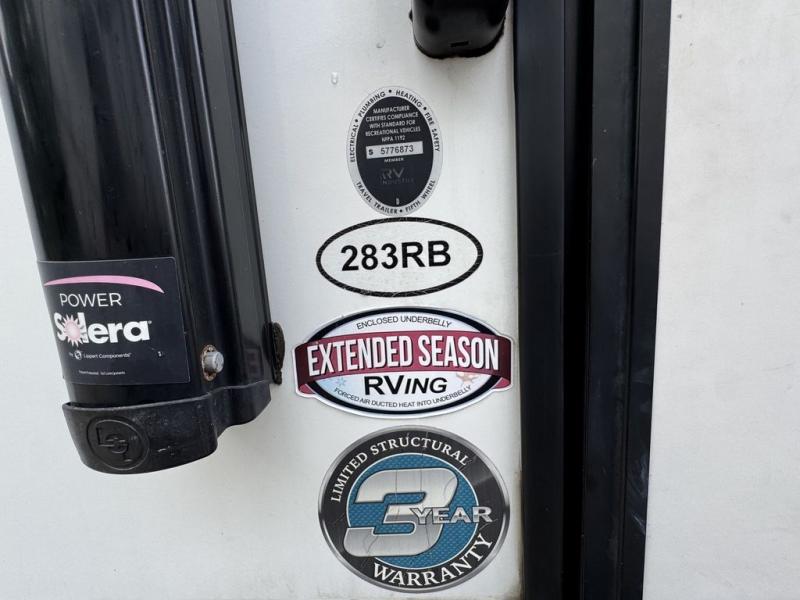 ELECTRICAL • PLUMBING • HEATING • FIRE SAFETY
MANUFACTURER
CERTIFIES COMPLIANCE
WITH STANDARD FOR
RECREATIONAL VEHICLES
NFPA 1192
S 5776873
MEMBER
RV
INDUSTRY
D
TRAVEL TRAILER • FIFTH WHEEL
283RB
POWER
Solera
by Lippert Components
ENCLOSED UNDERBELLY
EXTENDED SEASON
RVING
FORCED AIR DUCTED HEAT INTO UNDERBELLY
LIMITED STRUCTURAL
3 YEAR
WARRANTY